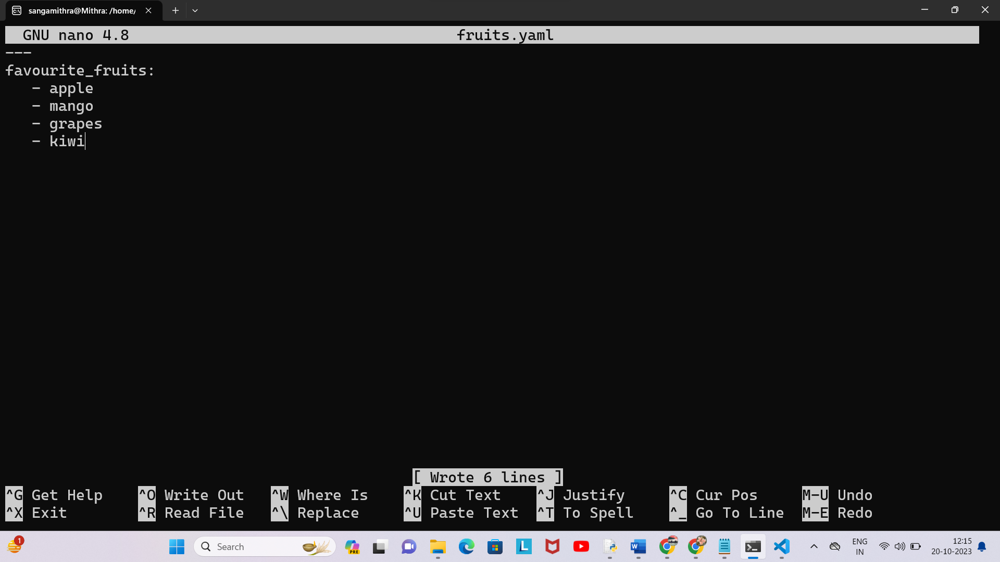 sangamithra@Mithra: /home/
GNU nano 4.8 fruits.yaml
---
favourite_fruits:
   - apple
   - mango
   - grapes
   - kiwi
[ Wrote 6 lines ]
^G Get Help ^O Write Out ^W Where Is ^K Cut Text ^J Justify ^C Cur Pos M-U Undo
^X Exit ^R Read File ^\ Replace ^U Paste Text ^T To Spell ^_ Go To Line M-E Redo
1
Search
PRE
L
W
ENG
IN
12:15
20-10-2023